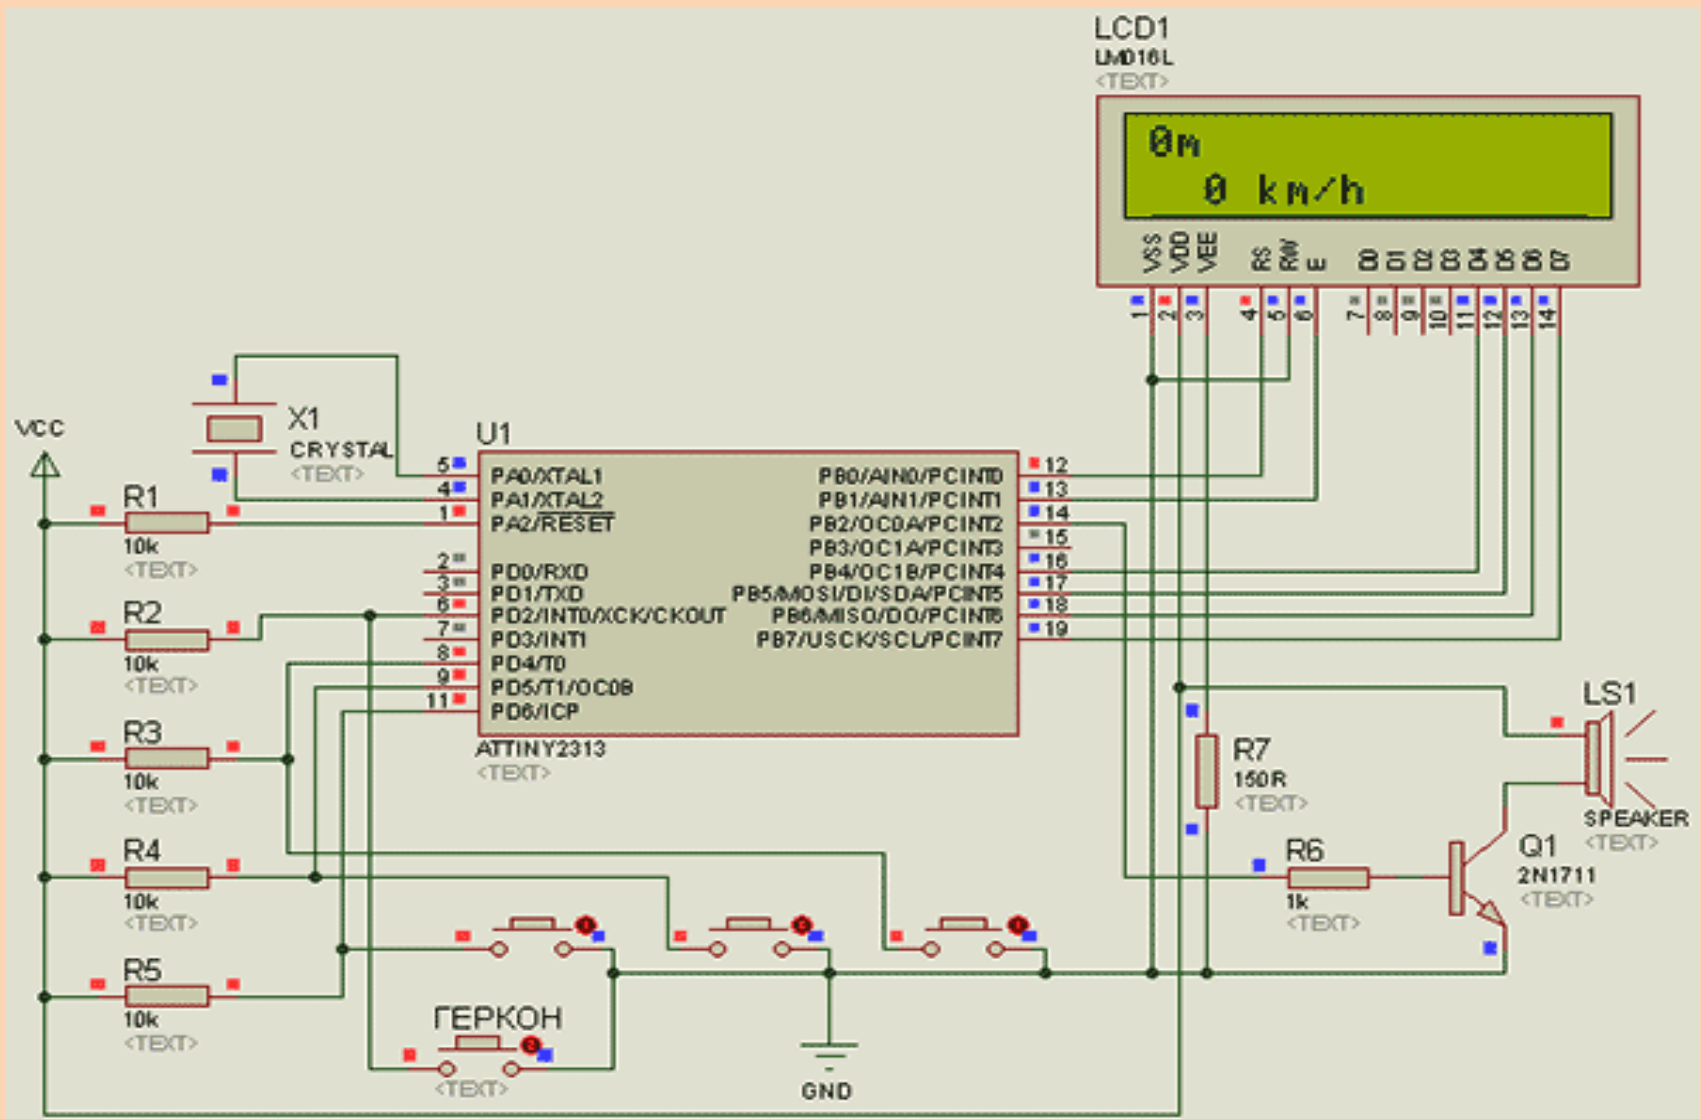 LCD1
LM016L
<TEXT>
0m
0 km/h
VSS
VDD
VEE
RS
RW
E
D0
D1
D2
D3
D4
D5
D6
D7
1
2
3
4
5
6
7
8
9
10
11
12
13
14
VCC
X1
CRYSTAL
<TEXT>
R1
10k
<TEXT>
R2
10k
<TEXT>
R3
10k
<TEXT>
R4
10k
<TEXT>
R5
10k
<TEXT>
U1
5 PA0/XTAL1
4 PA1/XTAL2
1 PA2/RESET
2 PD0/RXD
3 PD1/TXD
6 PD2/INT0/XCK/CKOUT
7 PD3/INT1
8 PD4/T0
9 PD5/T1/OC0B
11 PD6/ICP
PB0/AIN0/PCINT0 12
PB1/AIN1/PCINT1 13
PB2/OC0A/PCINT2 14
PB3/OC1A/PCINT3 15
PB4/OC1B/PCINT4 16
PB5/MOSI/DI/SDA/PCINT5 17
PB6/MISO/DO/PCINT6 18
PB7/USCK/SCL/PCINT7 19
ATTINY2313
<TEXT>
R7
150R
<TEXT>
LS1
SPEAKER
<TEXT>
R6
1k
<TEXT>
Q1
2N1711
<TEXT>
ГЕРКОН
<TEXT>
GND